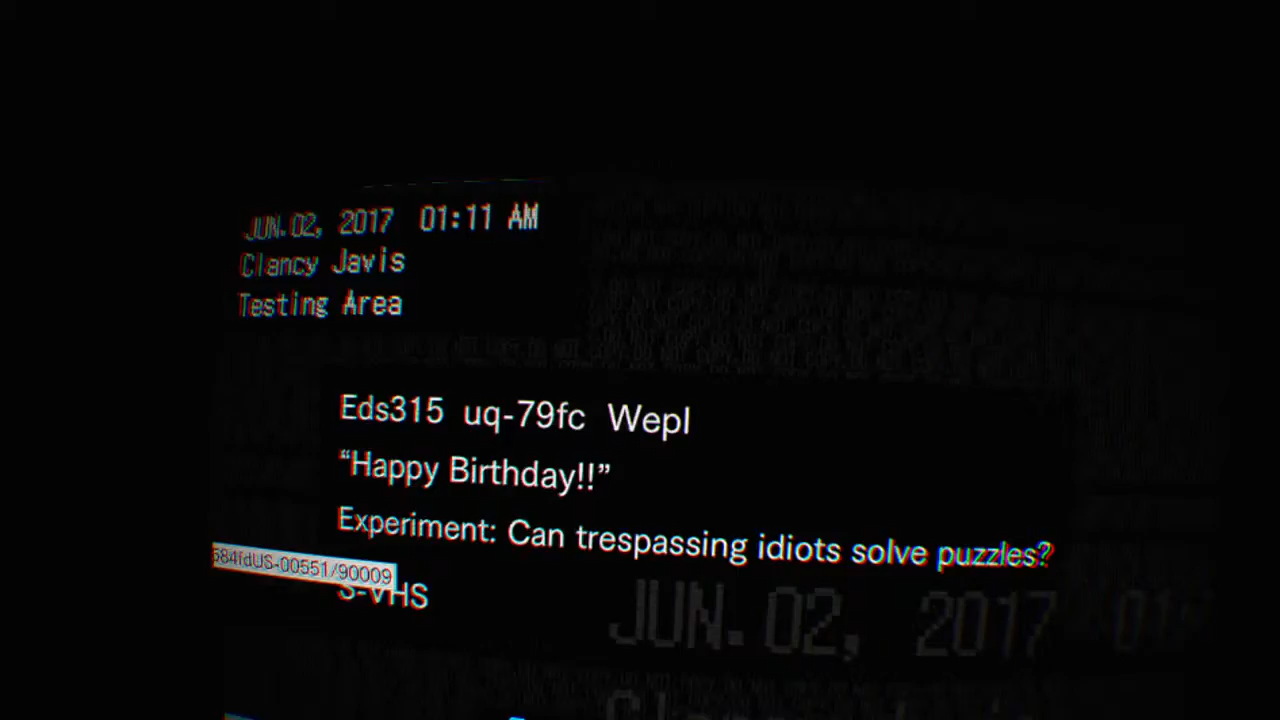 JUN.02, 2017 01:11 AM
Clancy Javis
Testing Area
Eds315 uq-79fc Wepl
“Happy Birthday!!”
Experiment: Can trespassing idiots solve puzzles?
584fdUS-00551/90009
S-VHS
JUN.02, 2017